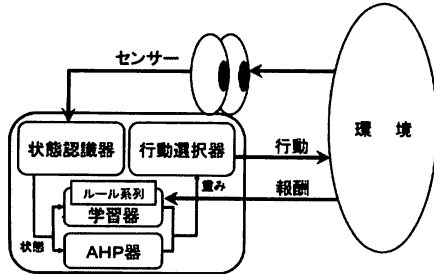 センサー
環 境
状態認識器
行動選択器
行動
ルール系列
重み
報酬
学習器
状態
AHP器